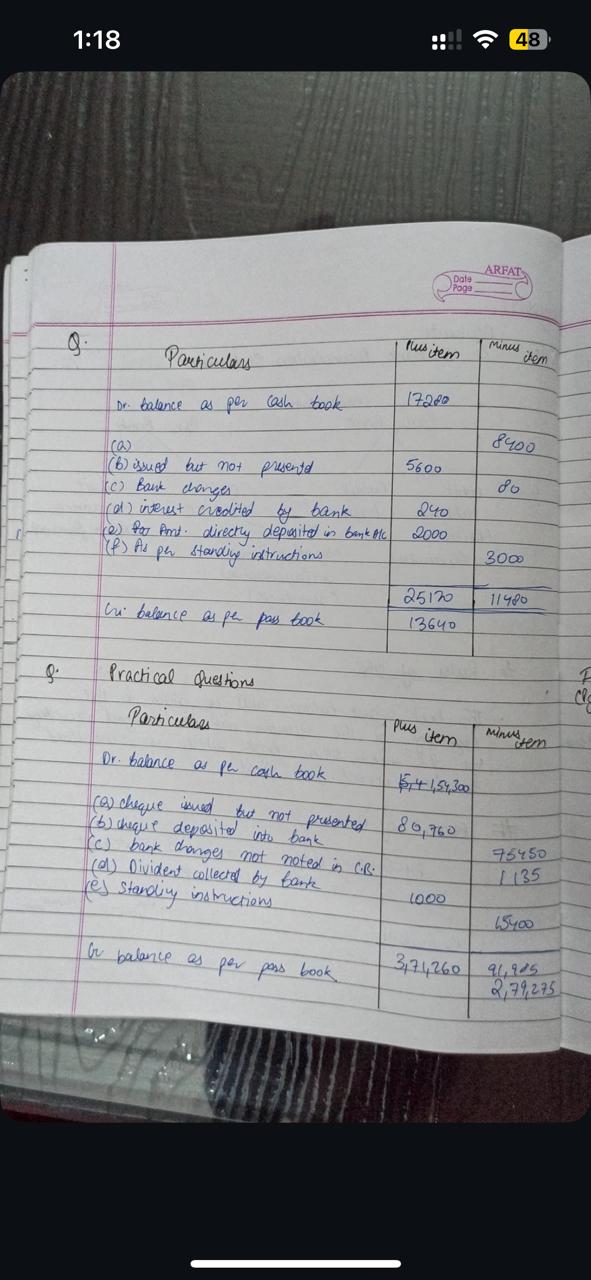 1:18
48
ARFAT
Date
Page
Q.
Particulars
Plus item
Minus item
Dr. balance as per cash book 17280
(a) 8400
(b) issued but not presentd 5600
(c) Bank changes 80
(d) interest credited by bank 240
(e) for Amt. directly deposited in bank A/c 2000
(f) As per standing instructions 3000
25120 11480
Cr. balance as per pass book 13640
Q. Practical Questions
Particulars
Plus item
Minus item
Dr. balance as per cash book 1,54,300
(a) cheque issued but not presented 80,760
(b) cheque deposited into bank 75450
(c) bank changes not noted in C.B. 1135
(d) Divident collected by bank 1000
(e) standing instructions 15400
Cr balance as per pass book 3,71,260 91,985
2,79,275